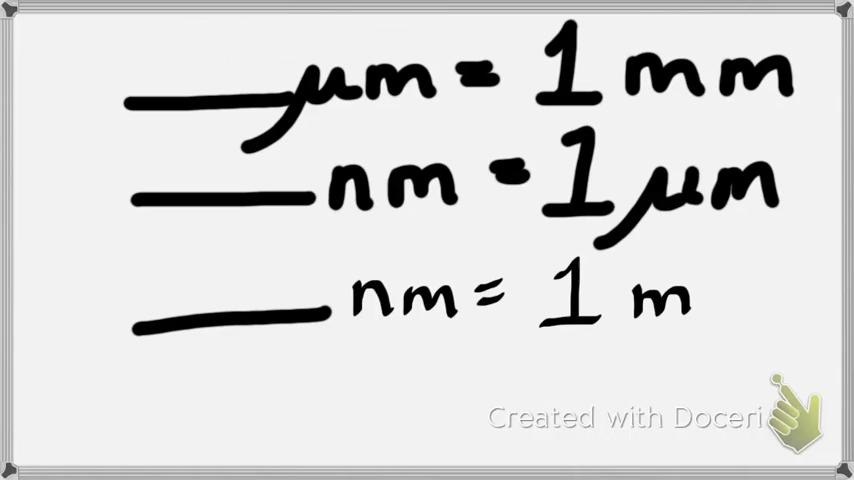 ___ μm = 1 mm
___ nm = 1 μm
___ nm = 1 m
Created with Doceri